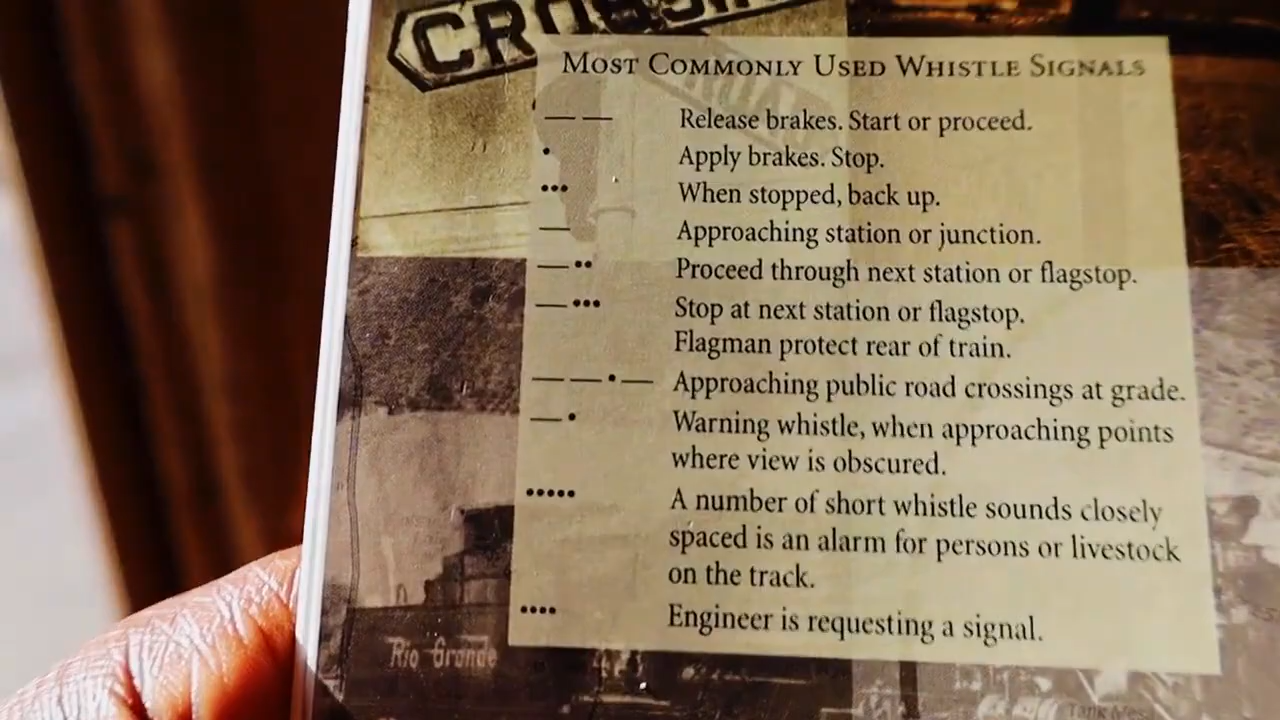 CROSSING
MOST COMMONLY USED WHISTLE SIGNALS
— — Release brakes. Start or proceed.
• Apply brakes. Stop.
••• When stopped, back up.
— Approaching station or junction.
—•• Proceed through next station or flagstop.
—••• Stop at next station or flagstop.
Flagman protect rear of train.
— —•— Approaching public road crossings at grade.
—• Warning whistle, when approaching points
where view is obscured.
••••• A number of short whistle sounds closely
spaced is an alarm for persons or livestock
on the track.
•••• Engineer is requesting a signal.
Rio Grande